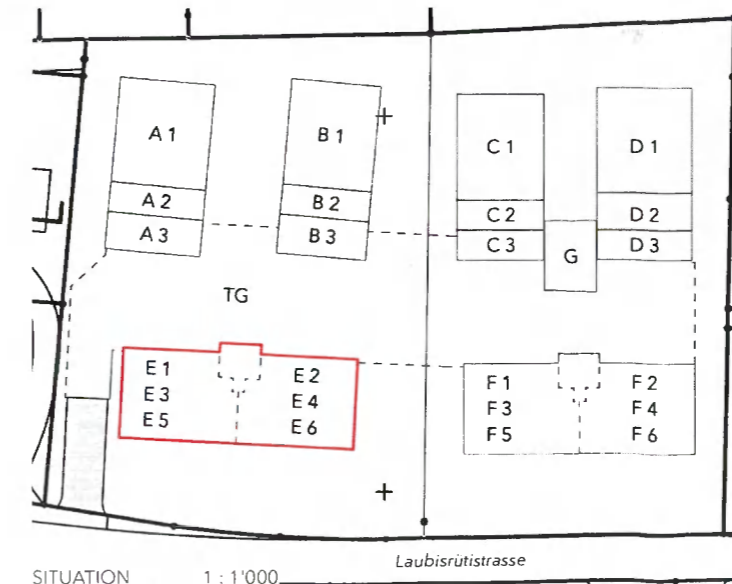 A 1
B 1
C 1
D 1
A 2
B 2
C 2
D 2
A 3
B 3
C 3
D 3
G
TG
E 1
E 2
E 3
E 4
E 5
E 6
F 1
F 2
F 3
F 4
F 5
F 6
Laubisrütistrasse
SITUATION 1 : 1'000